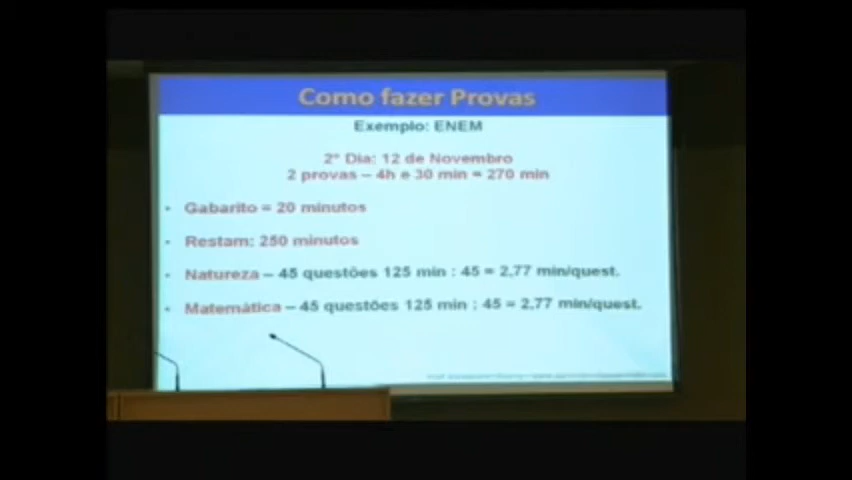 Como fazer Provas
Exemplo: ENEM
2º Dia: 12 de Novembro
2 provas – 4h e 30 min = 270 min
• Gabarito = 20 minutos
• Restam: 250 minutos
• Natureza – 45 questões 125 min : 45 = 2,77 min/quest.
• Matemática – 45 questões 125 min : 45 = 2,77 min/quest.